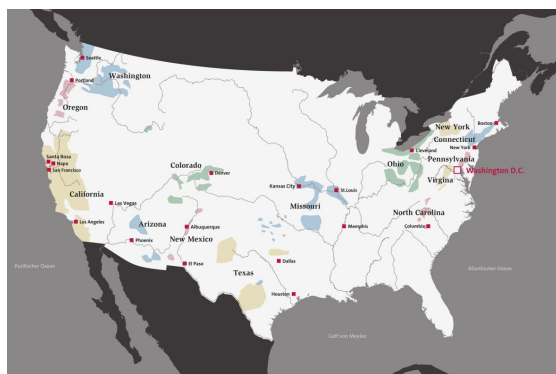 Seattle
Washington
Portland
Oregon
Boston
New York
Connecticut
New York
Cleveland
Pennsylvania
Ohio
Washington D.C.
Virgina
Santa Rosa
Napa
San Francisco
Colorado
Denver
Kansas City
St.Louis
California
Las Vegas
Missouri
North Carolina
Los Angeles
Arizona
Albuquerque
Memphis
Columbia
Phoenix
New Mexico
El Paso
Dallas
Texas
Houston
Pazifischer Ozean
Atlantischer Ozean
Golf von Mexiko